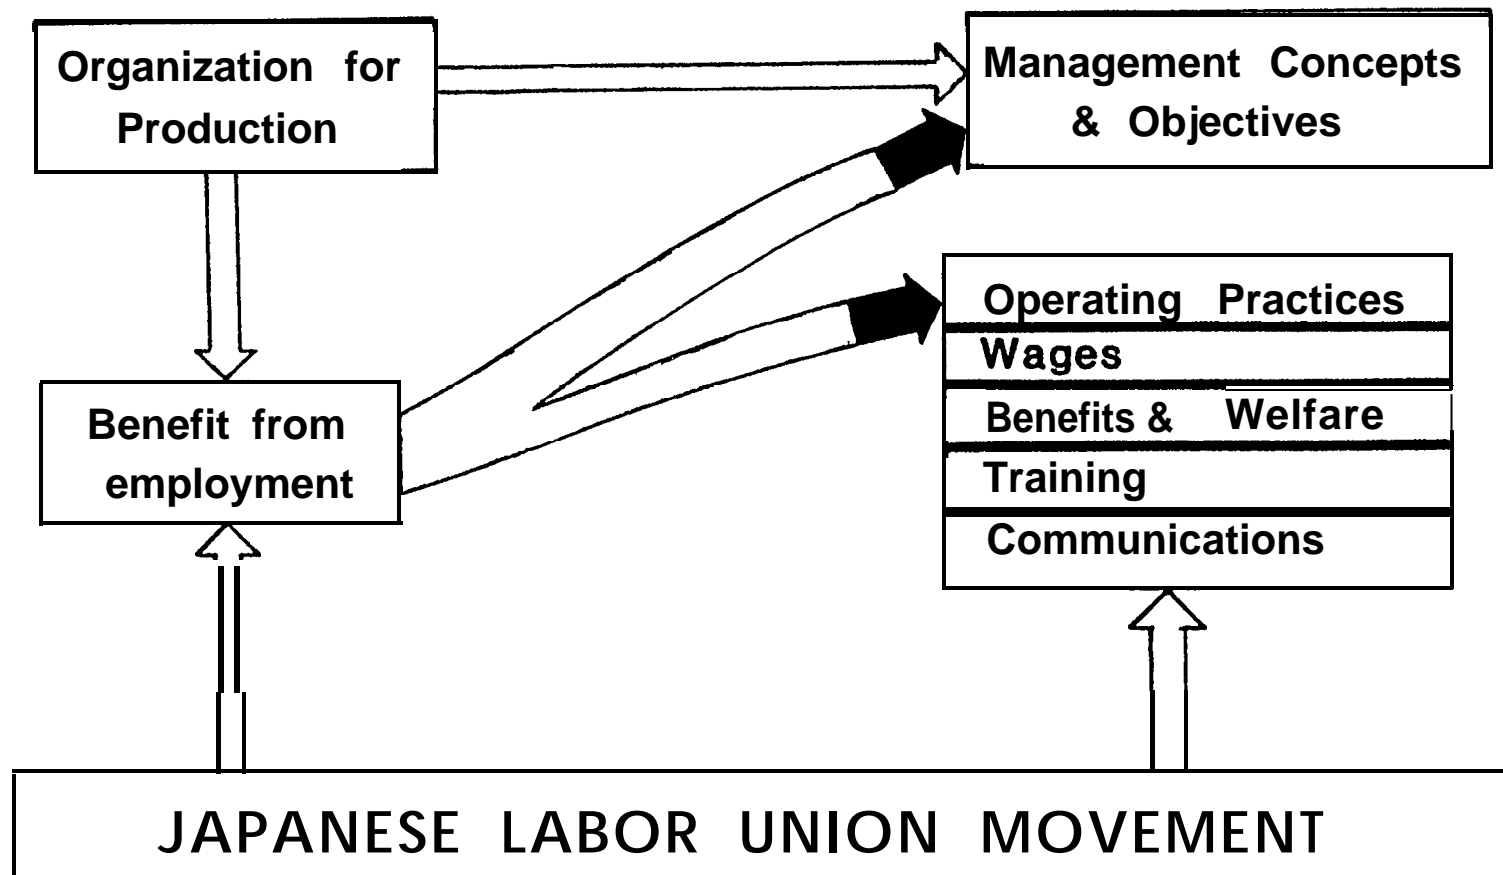 Organization for
Production
Management Concepts
& Objectives
Benefit from
employment
Operating Practices
Wages
Benefits & Welfare
Training
Communications
JAPANESE LABOR UNION MOVEMENT